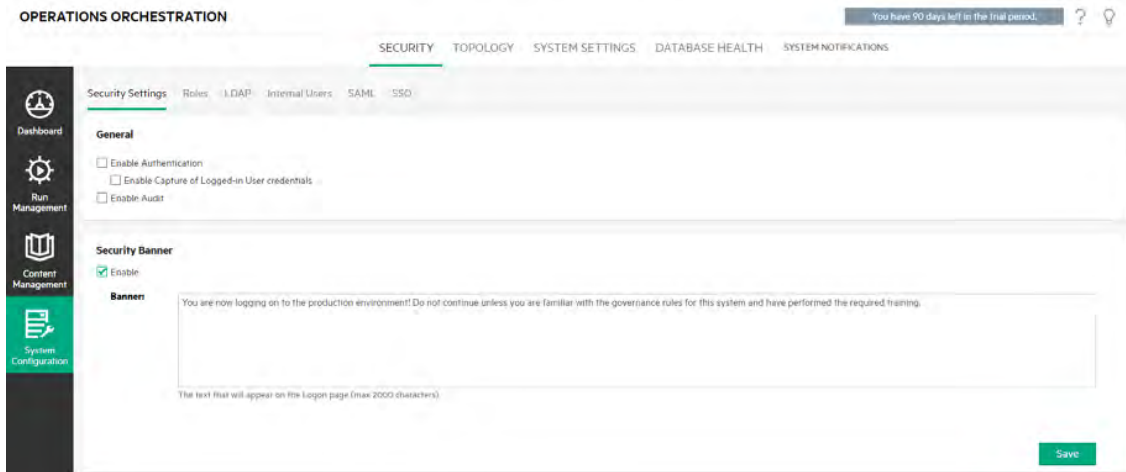 OPERATIONS ORCHESTRATION
You have 90 days left in the trial period.
SECURITY TOPOLOGY SYSTEM SETTINGS DATABASE HEALTH SYSTEM NOTIFICATIONS
Security Settings Roles LDAP Internal Users SAML SSO
Dashboard
Run
Management
Content
Management
System
Configuration
General
Enable Authentication
Enable Capture of Logged-in User credentials
Enable Audit
Security Banner
Enable
Banner:
You are now logging on to the production environment! Do not continue unless you are familiar with the governance rules for this system and have performed the required training.
The text that will appear on the Logon page (max 2000 characters)
Save